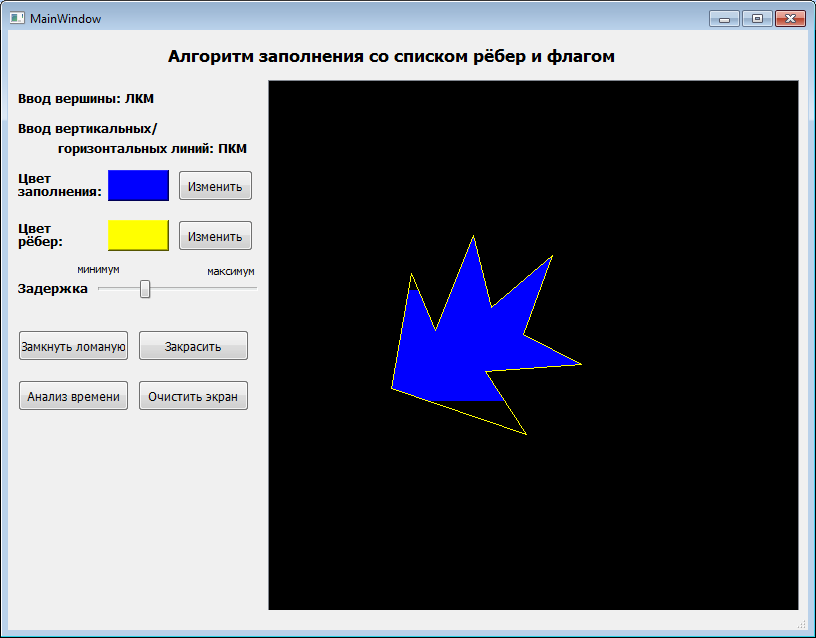 MainWindow
Алгоритм заполнения со списком рёбер и флагом
Ввод вершины: ЛКМ
Ввод вертикальных/
горизонтальных линий: ПКМ
Цвет
заполнения:
Изменить
Цвет
рёбер:
Изменить
минимум
максимум
Задержка
Замкнуть ломаную
Закрасить
Анализ времени
Очистить экран